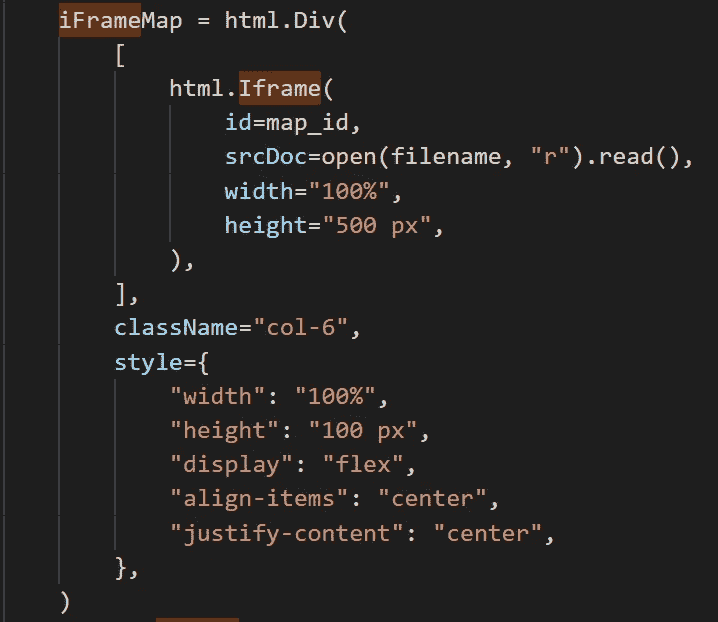 iFrameMap = html.Div(
[
html.Iframe(
id=map_id,
srcDoc=open(filename, "r").read(),
width="100%",
height="500 px",
),
],
className="col-6",
style={
"width": "100%",
"height": "100 px",
"display": "flex",
"align-items": "center",
"justify-content": "center",
},
)